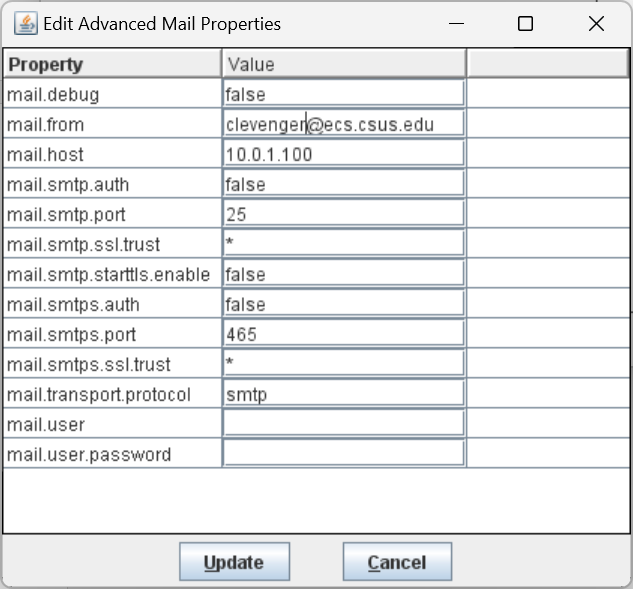 Edit Advanced Mail Properties
Property Value
mail.debug false
mail.from clevenger@ecs.csus.edu
mail.host 10.0.1.100
mail.smtp.auth false
mail.smtp.port 25
mail.smtp.ssl.trust *
mail.smtp.starttls.enable false
mail.smtps.auth false
mail.smtps.port 465
mail.smtps.ssl.trust *
mail.transport.protocol smtp
mail.user
mail.user.password
Update Cancel